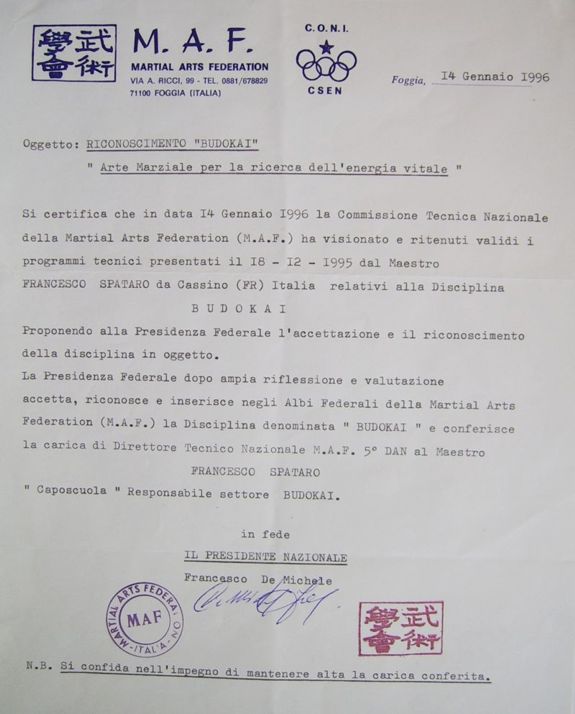 學武
會術
M. A. F.
MARTIAL ARTS FEDERATION
VIA A. RICCI, 99 - TEL. 0881/678829
71100 FOGGIA (ITALIA)
C.O.N.I.
CSEN
Foggia, 14 Gennaio 1996
Oggetto: RICONOSCIMENTO "BUDOKAI"
" Arte Marziale per la ricerca dell'energia vitale "
Si certifica che in data 14 Gennaio 1996 la Commissione Tecnica Nazionale
della Martial Arts Federation (M.A.F.) ha visionato e ritenuti validi i
programmi tecnici presentati il 18 - 12 - 1995 dal Maestro
FRANCESCO SPATARO da Cassino (FR) Italia relativi alla Disciplina
B U D O K A I
Proponendo alla Presidenza Federale l'accettazione e il riconoscimento
della disciplina in oggetto.
La Presidenza Federale dopo ampia riflessione e valutazione
accetta, riconosce e inserisce negli Albi Federali della Martial Arts
Federation (M.A.F.) la Disciplina denominata " BUDOKAI " e conferisce
la carica di Direttore Tecnico Nazionale M.A.F. 5° DAN al Maestro
FRANCESCO SPATARO
" Caposcuola " Responsabile settore BUDOKAI.
in fede
IL PRESIDENTE NAZIONALE
Francesco De Michele
MARTIAL ARTS FEDERATION
MAF
ITALIA
學武
會術
N.B. Si confida nell'impegno di mantenere alta la carica conferita.